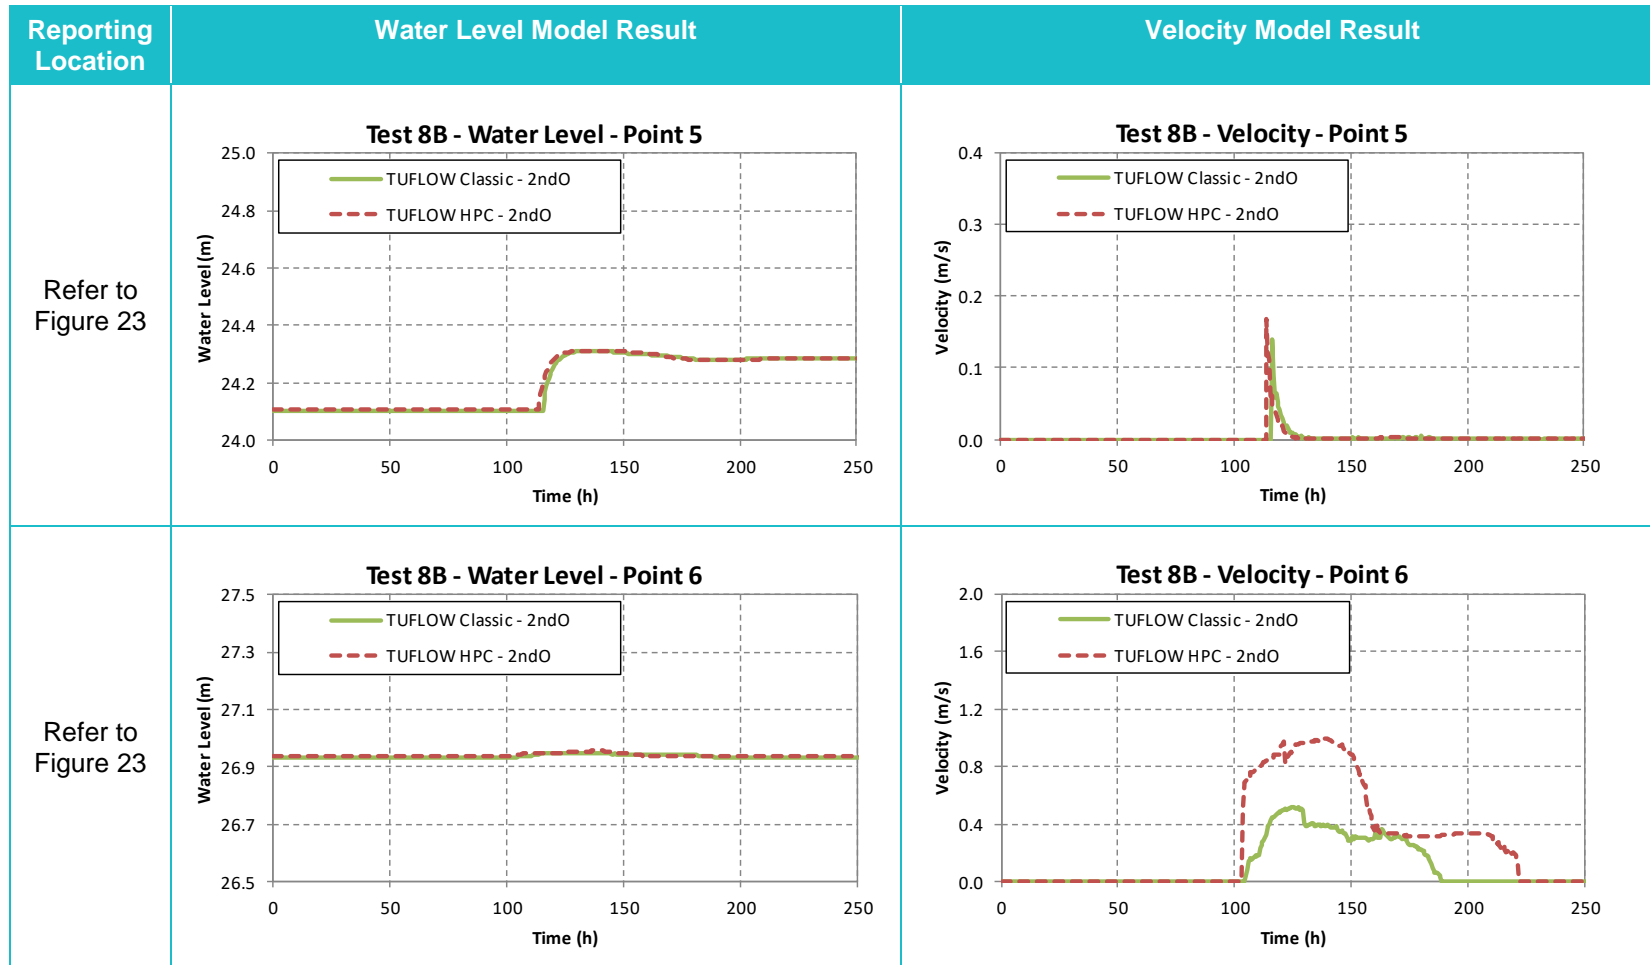 Reporting
Location
Water Level Model Result
Velocity Model Result
Refer to
Figure 23
Test 8B - Water Level - Point 5
TUFLOW Classic - 2ndO
TUFLOW HPC - 2ndO
Water Level (m)
25.0
24.8
24.6
24.4
24.2
24.0
0 50 100 150 200 250
Time (h)
Test 8B - Velocity - Point 5
TUFLOW Classic - 2ndO
TUFLOW HPC - 2ndO
Velocity (m/s)
0.4
0.3
0.2
0.1
0.0
0 50 100 150 200 250
Time (h)
Refer to
Figure 23
Test 8B - Water Level - Point 6
TUFLOW Classic - 2ndO
TUFLOW HPC - 2ndO
Water Level (m)
27.5
27.3
27.1
26.9
26.7
26.5
0 50 100 150 200 250
Time (h)
Test 8B - Velocity - Point 6
TUFLOW Classic - 2ndO
TUFLOW HPC - 2ndO
Velocity (m/s)
2.0
1.6
1.2
0.8
0.4
0.0
0 50 100 150 200 250
Time (h)